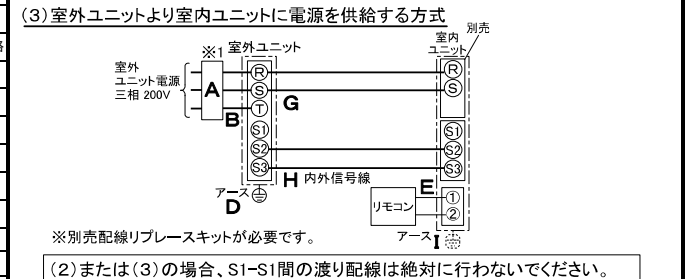 (3)室外ユニットより室内ユニットに電源を供給する方式
※1
室外ユニット
室内
ユニット
別売
室外
ユニット電源
三相 200V
A
B
R
S
T
S1
S2
S3
G
R
S
S1
S2
S3
H 内外信号線
アース
D
E
リモコン
1
2
アース
I
※別売配線リプレースキットが必要です。
(2)または(3)の場合、S1-S1間の渡り配線は絶対に行わないでください。